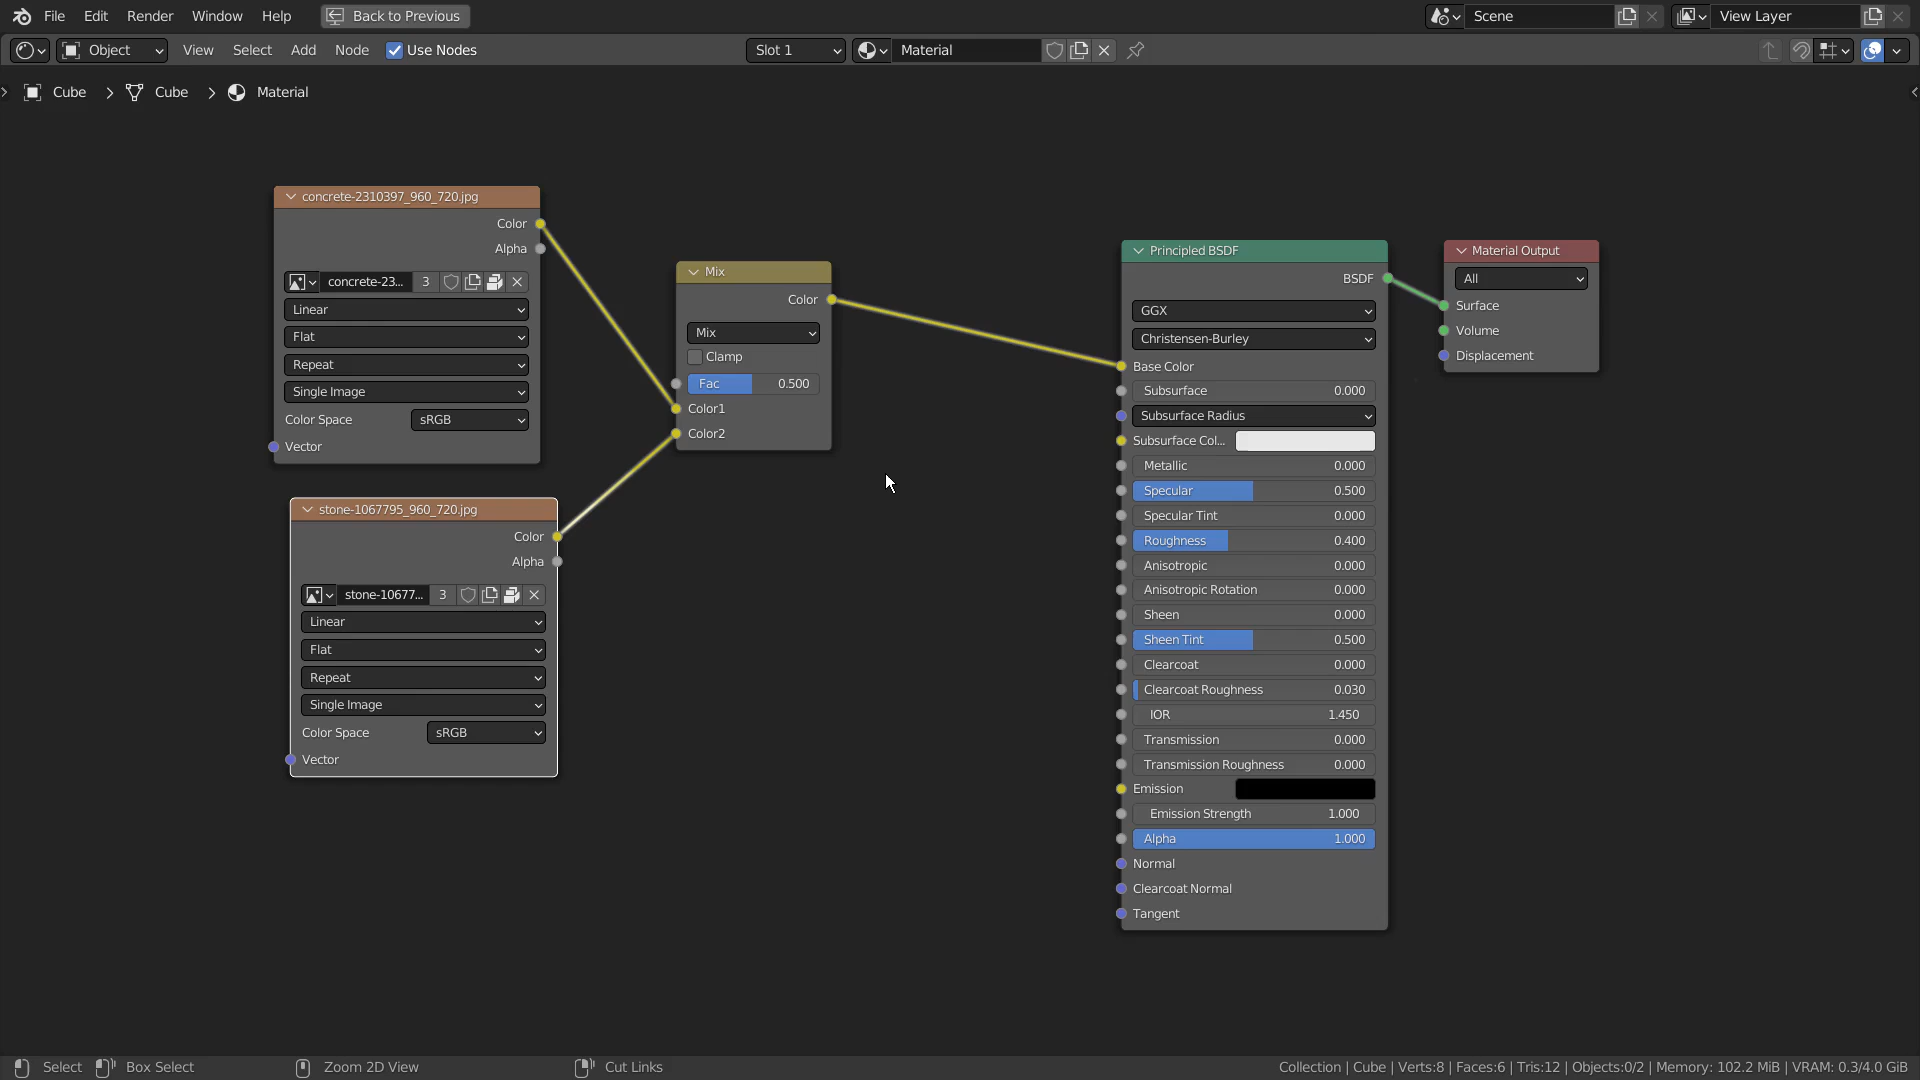 File Edit Render Window Help Back to Previous Scene View Layer
Object View Select Add Node Use Nodes Slot 1 Material
Cube > Cube > Material
concrete-2310397_960_720.jpg
Color
Alpha
concrete-23... 3
Linear
Flat
Repeat
Single Image
Color Space sRGB
Vector
stone-1067795_960_720.jpg
Color
Alpha
stone-10677... 3
Linear
Flat
Repeat
Single Image
Color Space sRGB
Vector
Mix
Color
Mix
Clamp
Fac 0.500
Color1
Color2
Principled BSDF
BSDF
GGX
Christensen-Burley
Base Color
Subsurface 0.000
Subsurface Radius
Subsurface Col...
Metallic 0.000
Specular 0.500
Specular Tint 0.000
Roughness 0.400
Anisotropic 0.000
Anisotropic Rotation 0.000
Sheen 0.000
Sheen Tint 0.500
Clearcoat 0.000
Clearcoat Roughness 0.030
IOR 1.450
Transmission 0.000
Transmission Roughness 0.000
Emission
Emission Strength 1.000
Alpha 1.000
Normal
Clearcoat Normal
Tangent
Material Output
All
Surface
Volume
Displacement
Select Box Select Zoom 2D View Cut Links Collection | Cube | Verts:8 | Faces:6 | Tris:12 | Objects:0/2 | Memory: 102.2 MiB | VRAM: 0.3/4.0 GiB